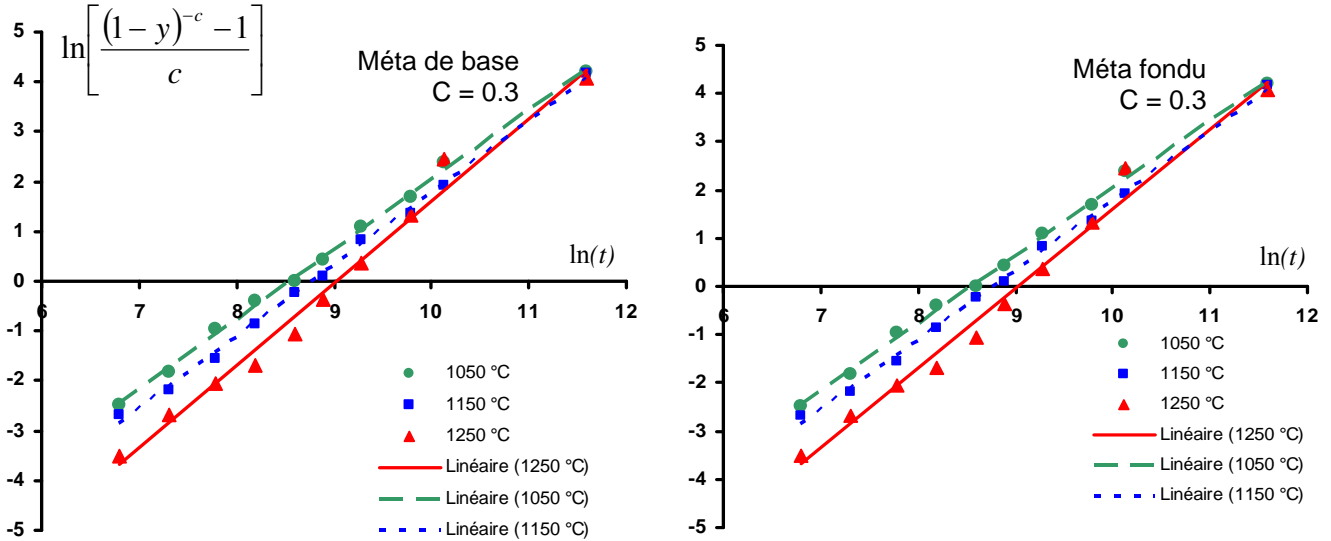 ln[((1 − y)^−c − 1)/c]
Méta de base
C = 0.3
5
4
3
2
1
0
-1
-2
-3
-4
-5
6 7 8 9 10 11 12
ln(t)
1050 °C
1150 °C
1250 °C
Linéaire (1250 °C)
Linéaire (1050 °C)
Linéaire (1150 °C)
Méta fondu
C = 0.3
5
4
3
2
1
0
-1
-2
-3
-4
-5
6 7 8 9 10 11 12
ln(t)
1050 °C
1150 °C
1250 °C
Linéaire (1250 °C)
Linéaire (1050 °C)
Linéaire (1150 °C)